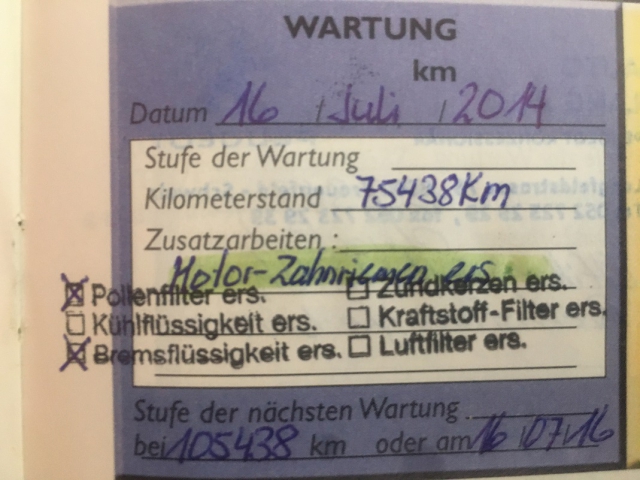 WARTUNG
km
Datum 16 Juli 2014
Stufe der Wartung
Kilometerstand 75438Km
Zusatzarbeiten :
Motor-Zahnriemen ers.
☒ Pollenfilter ers. ☐ Zündkerzen ers.
☐ Kühlflüssigkeit ers. ☐ Kraftstoff-Filter ers.
☒ Bremsflüssigkeit ers. ☐ Luftfilter ers.
Stufe der nächsten Wartung
bei 105438 km oder am 16 07 16